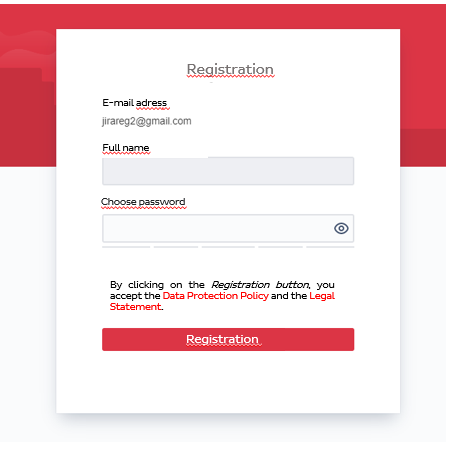 Registration
E-mail adress
jirareg2@gmail.com
Full name
Choose password
By clicking on the Registration button, you
accept the Data Protection Policy and the Legal
Statement.
Registration